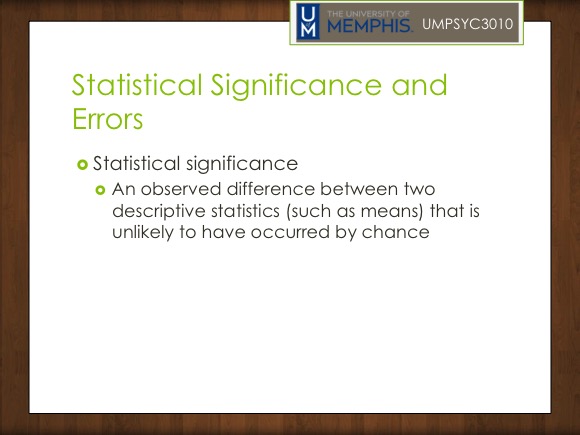 UM
THE UNIVERSITY OF
MEMPHIS.
UMPSYC3010
Statistical Significance and
Errors
Statistical significance
An observed difference between two
descriptive statistics (such as means) that is
unlikely to have occurred by chance